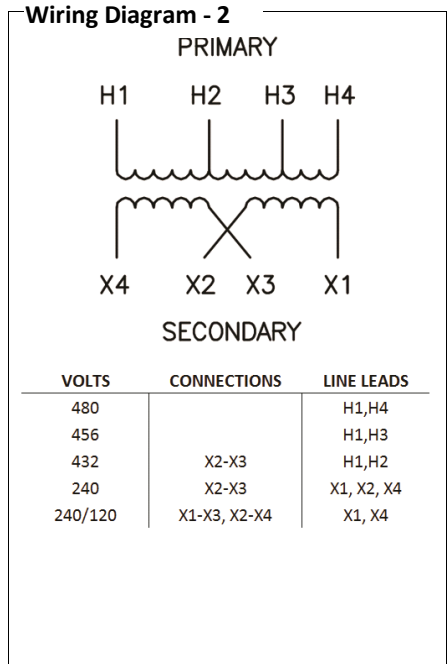 Wiring Diagram - 2
PRIMARY
H1 H2 H3 H4
X4 X2 X3 X1
SECONDARY
VOLTS CONNECTIONS LINE LEADS
480 H1,H4
456 H1,H3
432 X2-X3 H1,H2
240 X2-X3 X1, X2, X4
240/120 X1-X3, X2-X4 X1, X4